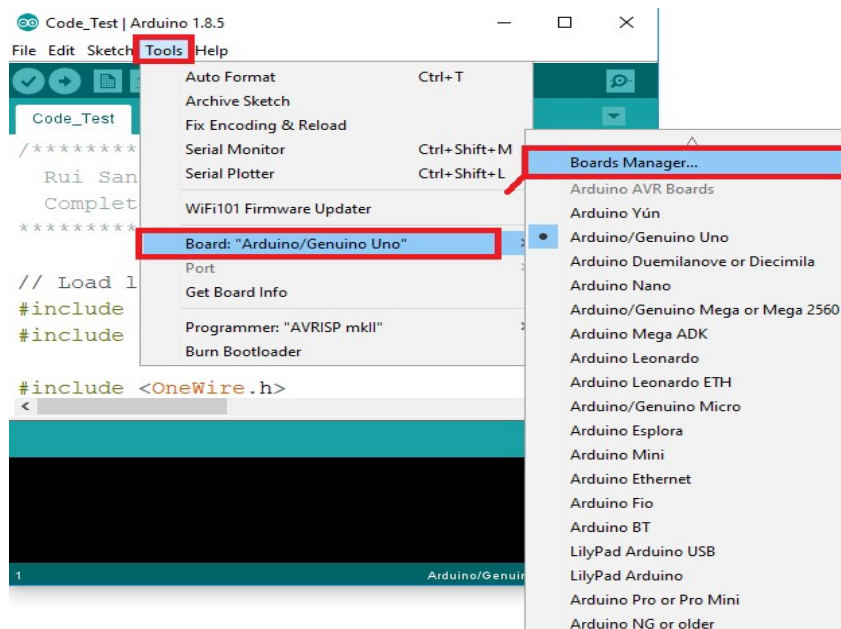 Code_Test | Arduino 1.8.5
File Edit Sketch Tools Help
Code_Test
Auto Format Ctrl+T
Archive Sketch
Fix Encoding & Reload
Serial Monitor Ctrl+Shift+M
Serial Plotter Ctrl+Shift+L
WiFi101 Firmware Updater
Board: "Arduino/Genuino Uno"
Port
Get Board Info
Programmer: "AVRISP mkII"
Burn Bootloader
/********
Rui San
Complet
*********
// Load l
#include
#include
#include <OneWire.h>
1 Arduino/Genuin
Boards Manager...
Arduino AVR Boards
Arduino Yún
Arduino/Genuino Uno
Arduino Duemilanove or Diecimila
Arduino Nano
Arduino/Genuino Mega or Mega 2560
Arduino Mega ADK
Arduino Leonardo
Arduino Leonardo ETH
Arduino/Genuino Micro
Arduino Esplora
Arduino Mini
Arduino Ethernet
Arduino Fio
Arduino BT
LilyPad Arduino USB
LilyPad Arduino
Arduino Pro or Pro Mini
Arduino NG or older